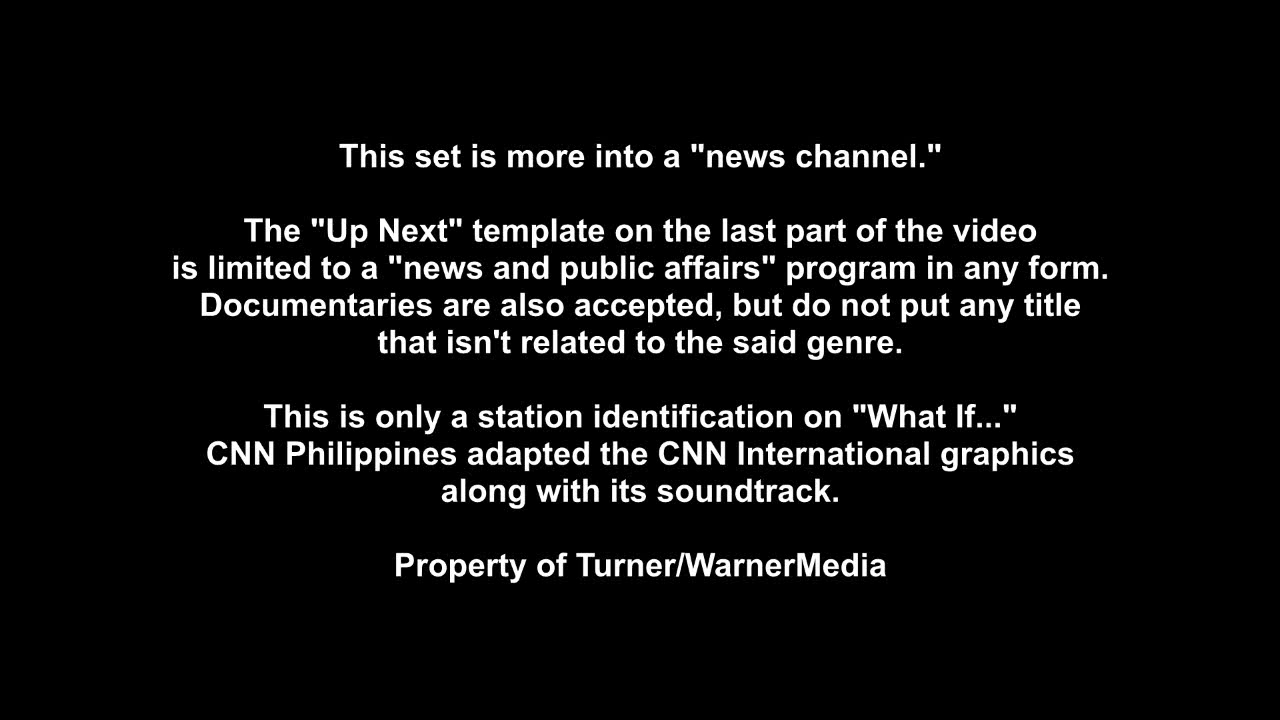 This set is more into a "news channel."
The "Up Next" template on the last part of the video
is limited to a "news and public affairs" program in any form.
Documentaries are also accepted, but do not put any title
that isn't related to the said genre.
This is only a station identification on "What If..."
CNN Philippines adapted the CNN International graphics
along with its soundtrack.
Property of Turner/WarnerMedia